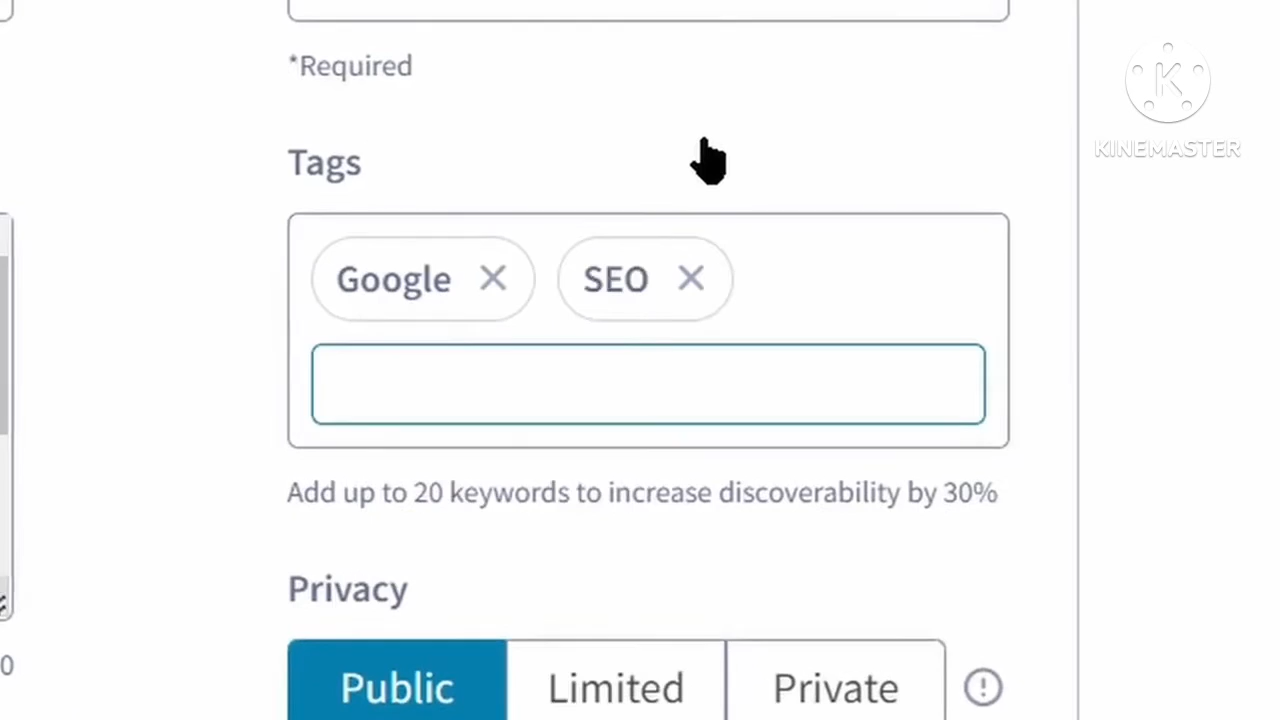 *Required
KINEMASTER
Tags
Google
SEO
Add up to 20 keywords to increase discoverability by 30%
Privacy
0
Public Limited Private